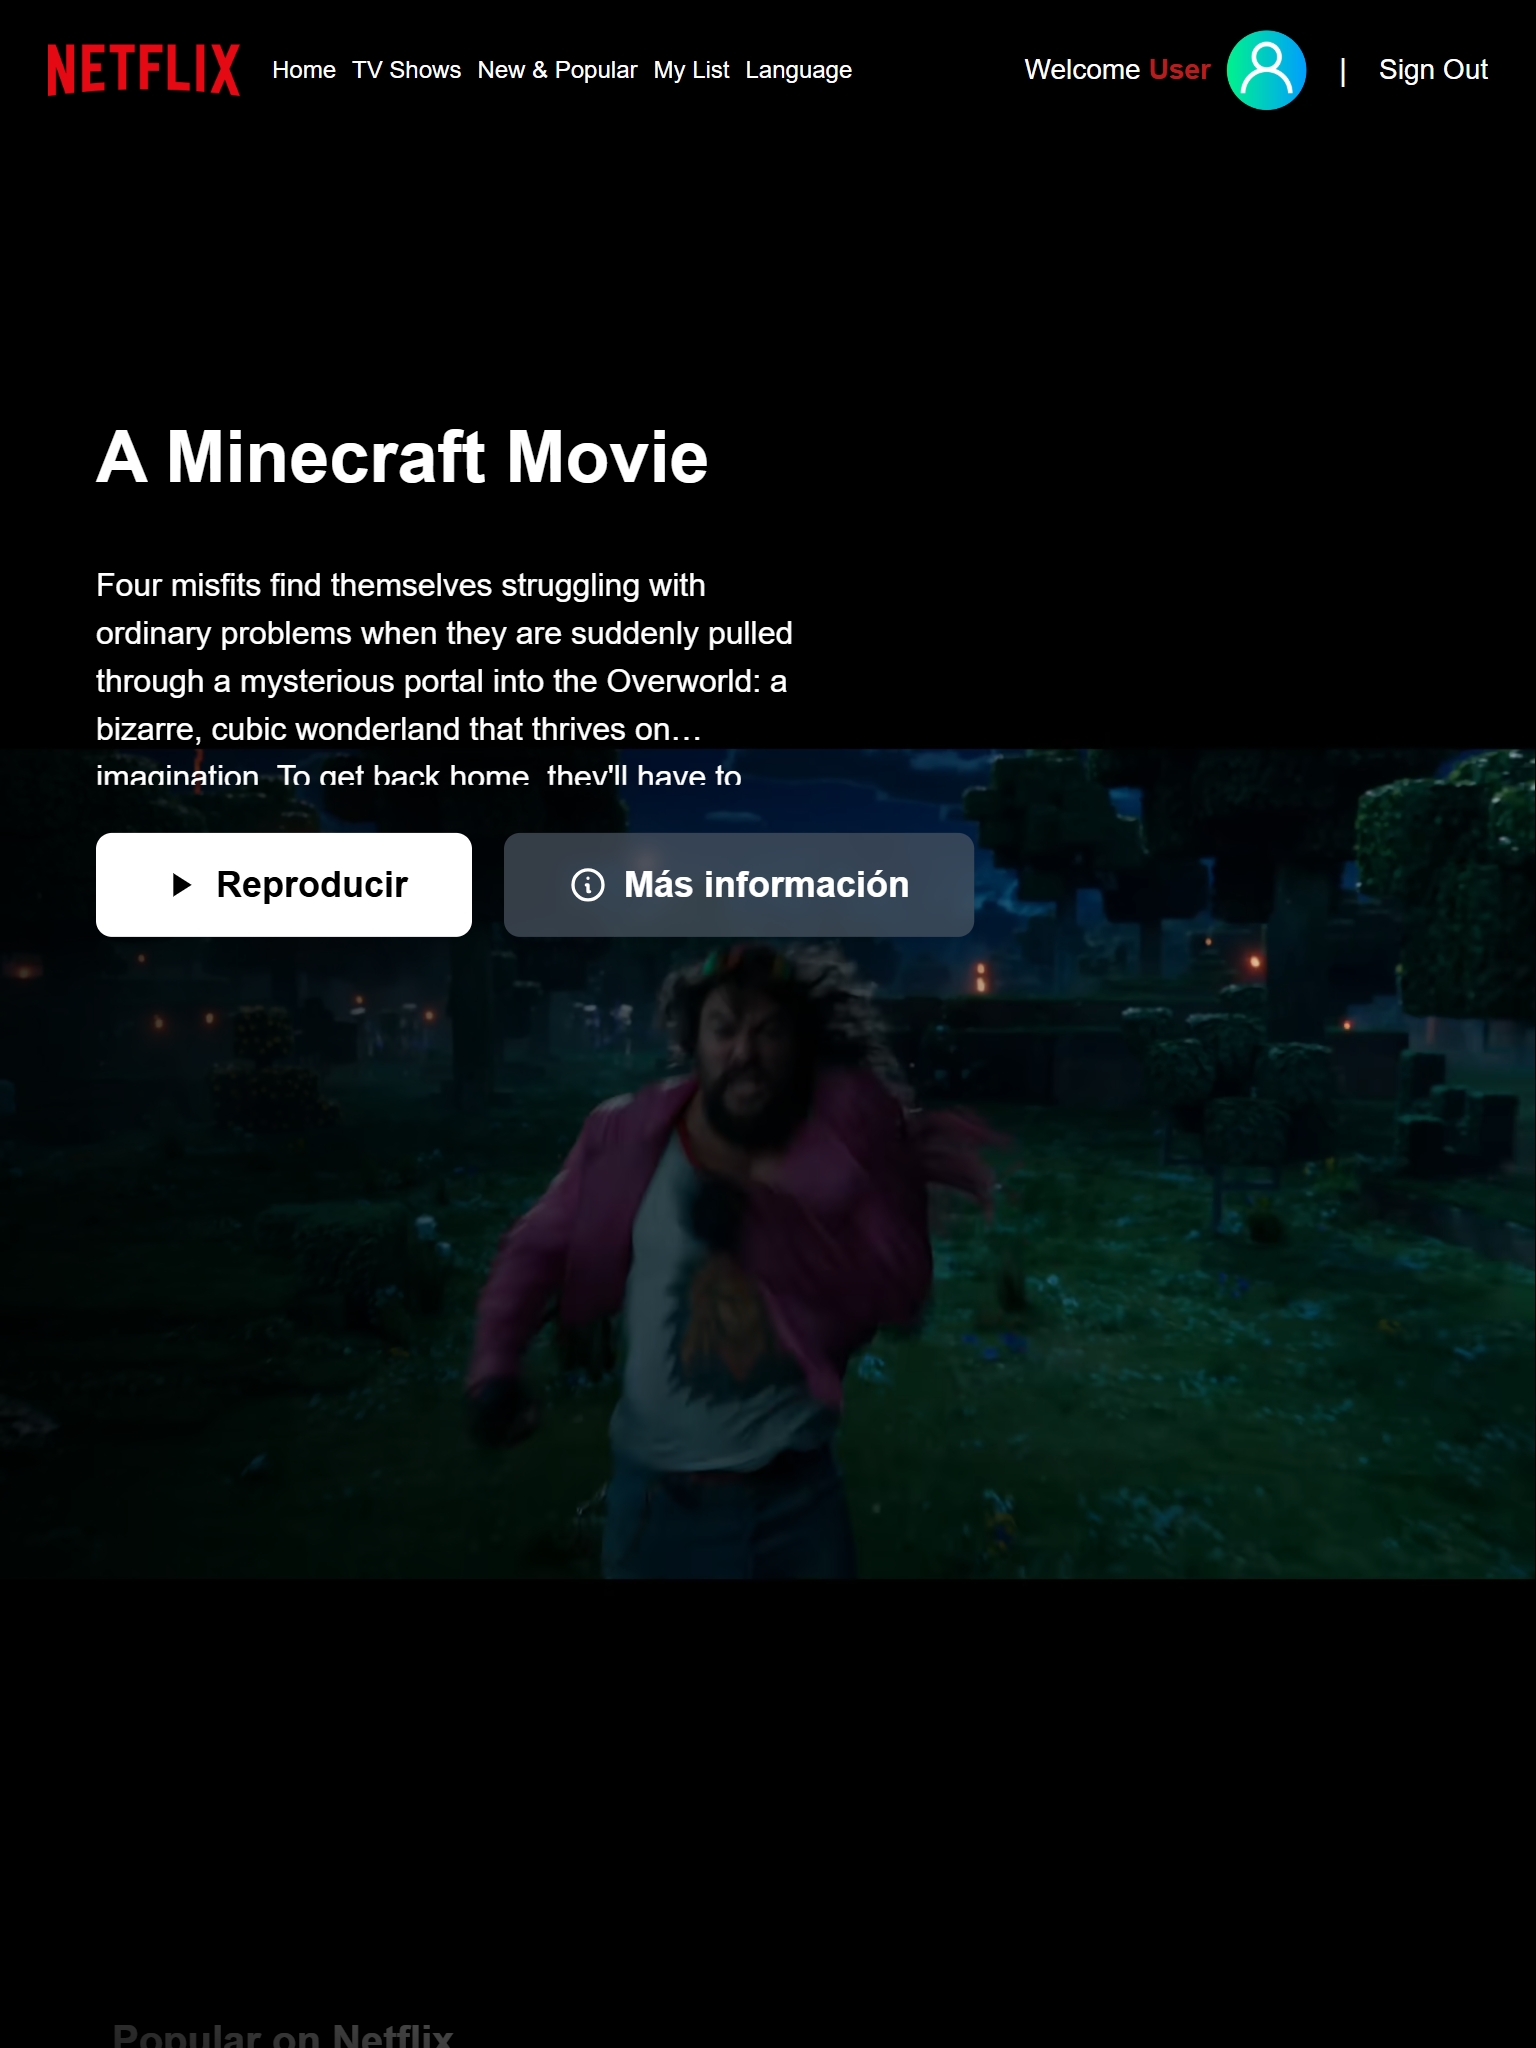 NETFLIX Home TV Shows New & Popular My List Language Welcome User | Sign Out
A Minecraft Movie
Four misfits find themselves struggling with
ordinary problems when they are suddenly pulled
through a mysterious portal into the Overworld: a
bizarre, cubic wonderland that thrives on…
imagination. To get back home, they'll have to
Reproducir Más información
Popular on Netflix